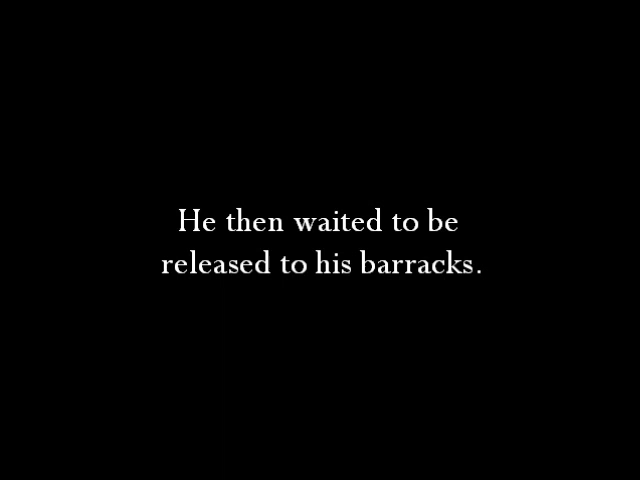 He then waited to be
released to his barracks.